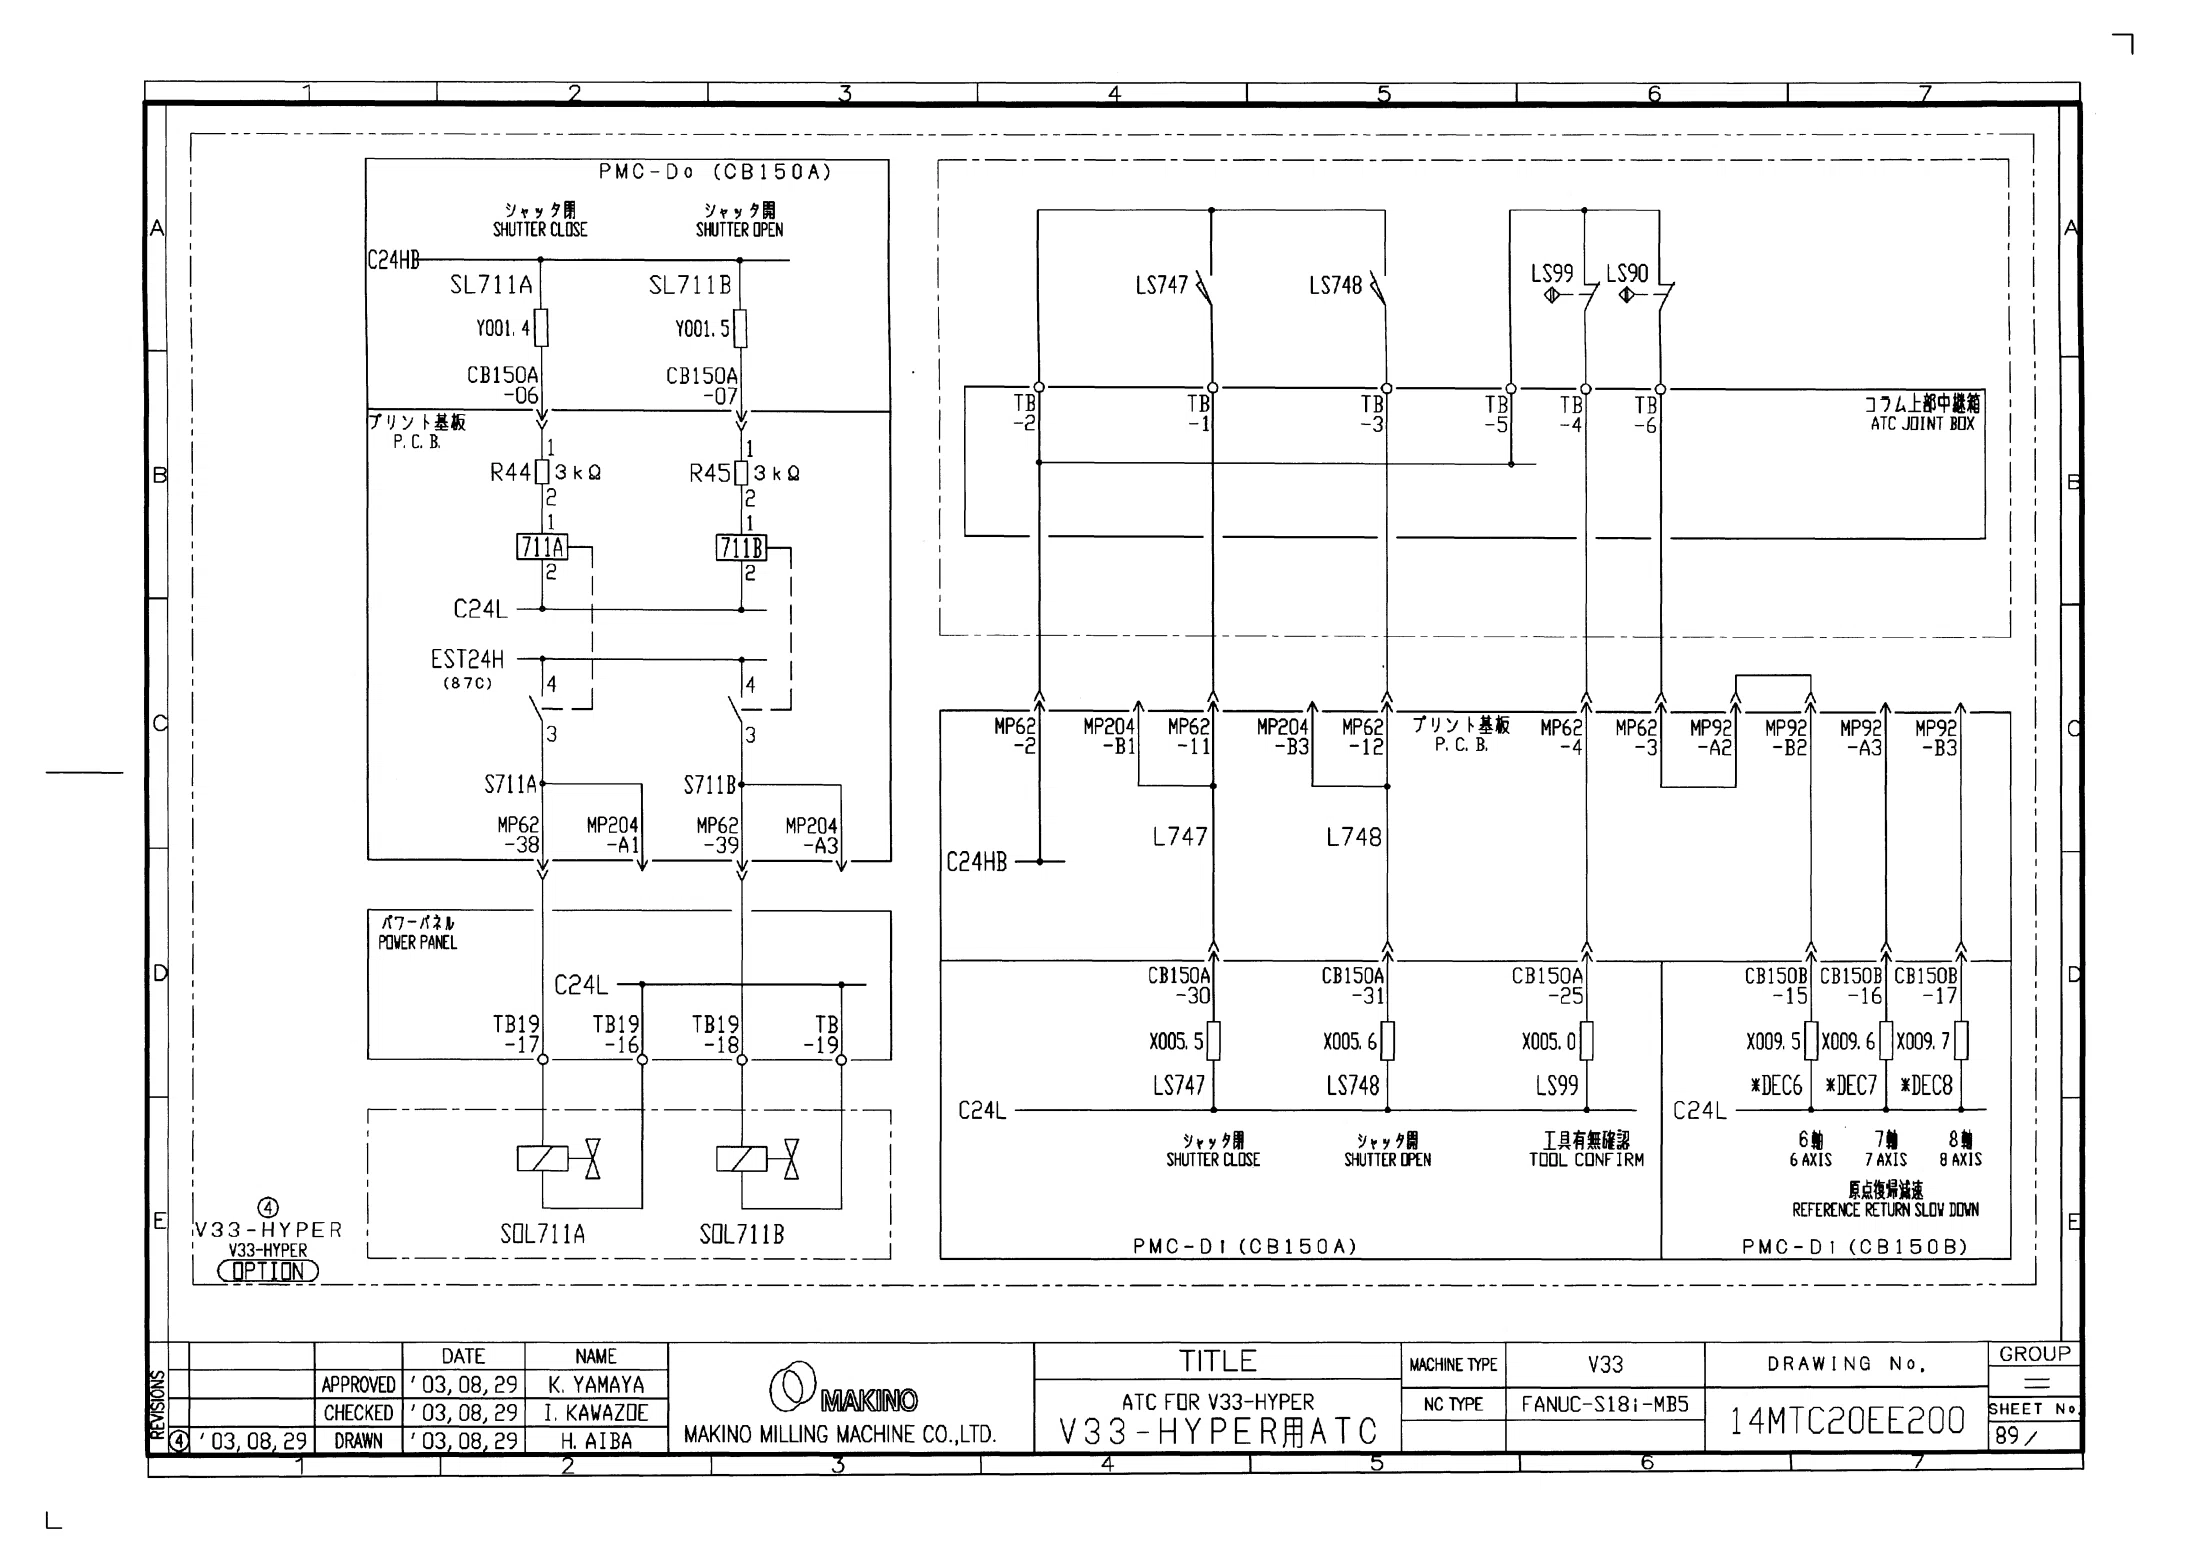 1 2 3 4 5 6 7
A
B
C
D
E
A
B
C
D
E
PMC-Do (CB150A)
シャッタ閉
SHUTTER CLOSE
シャッタ開
SHUTTER OPEN
C24HB
SL711A
SL711B
Y001.4
Y001.5
CB150A
-06
CB150A
-07
プリント基板
P.C.B.
1
R44 3kΩ
2
1
R45 3kΩ
2
1
711A
2
1
711B
2
C24L
EST24H
(87C)
4
3
4
3
S711A
S711B
MP62
-38
MP204
-A1
MP62
-39
MP204
-A3
パワーパネル
POWER PANEL
C24L
TB19
-17
TB19
-16
TB19
-18
TB
-19
SOL711A
SOL711B
④
V33-HYPER
V33-HYPER
OPTION
LS747
LS748
LS99
LS90
TB
-2
TB
-1
TB
-3
TB
-5
TB
-4
TB
-6
コラム上部中継箱
ATC JOINT BOX
MP62
-2
MP204
-B1
MP62
-11
MP204
-B3
MP62
-12
プリント基板
P.C.B.
MP62
-4
MP62
-3
MP92
-A2
MP92
-B2
MP92
-A3
MP92
-B3
L747
L748
C24HB
CB150A
-30
CB150A
-31
CB150A
-25
CB150B
-15
CB150B
-16
CB150B
-17
X005.5
X005.6
X005.0
X009.5
X009.6
X009.7
LS747
LS748
LS99
*DEC6
*DEC7
*DEC8
C24L
C24L
シャッタ閉
SHUTTER CLOSE
シャッタ開
SHUTTER OPEN
工具有無確認
TOOL CONFIRM
6軸
6 AXIS
7軸
7 AXIS
8軸
8 AXIS
原点復帰減速
REFERENCE RETURN SLOW DOWN
PMC-Di (CB150A)
PMC-Di (CB150B)
REVISIONS
④ '03,08,29
DATE NAME
APPROVED '03,08,29 K. YAMAYA
CHECKED '03,08,29 I. KAWAZOE
DRAWN '03,08,29 H. AIBA
MAKINO
MAKINO MILLING MACHINE CO.,LTD.
TITLE
ATC FOR V33-HYPER
V33-HYPER用ATC
MACHINE TYPE V33
NC TYPE FANUC-S18i-MB5
DRAWING No.
14MTC20EE200
GROUP
=
SHEET No.
89/
1 2 3 4 5 6 7